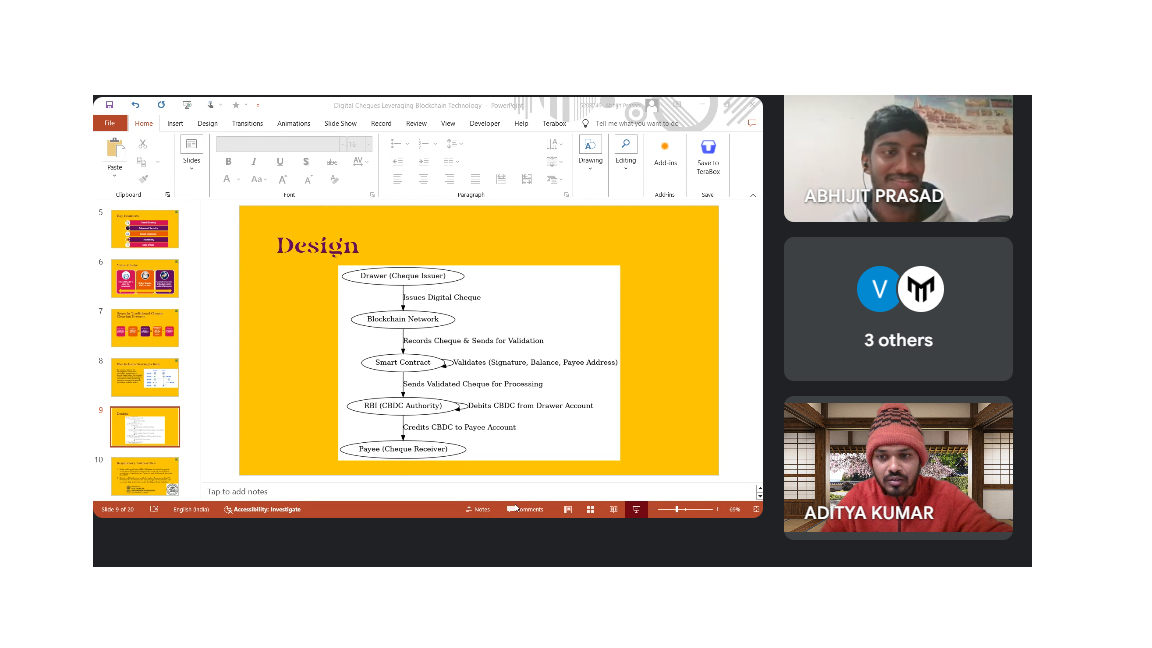 Digital Cheques Leveraging Blockchain Technology - PowerPoint
File Home Insert Design Transitions Animations Slide Show Record Review View Developer Help Terabox Tell me what you want to do
Paste
Slides
16
B I U S abc AV
A Aa A A
Drawing
Editing
Add-ins
Save to
TeraBox
Clipboard Font Paragraph Add-ins Save
5
6
7
8
9
10
Design
Drawer (Cheque Issuer)
Issues Digital Cheque
Blockchain Network
Records Cheque & Sends for Validation
Smart Contract
Validates (Signature, Balance, Payee Address)
Sends Validated Cheque for Processing
RBI (CBDC Authority)
Debits CBDC from Drawer Account
Credits CBDC to Payee Account
Payee (Cheque Receiver)
Tap to add notes
Slide 9 of 20 English (India) Accessibility: Investigate Notes Comments 69%
ABHIJIT PRASAD
V
3 others
ADITYA KUMAR